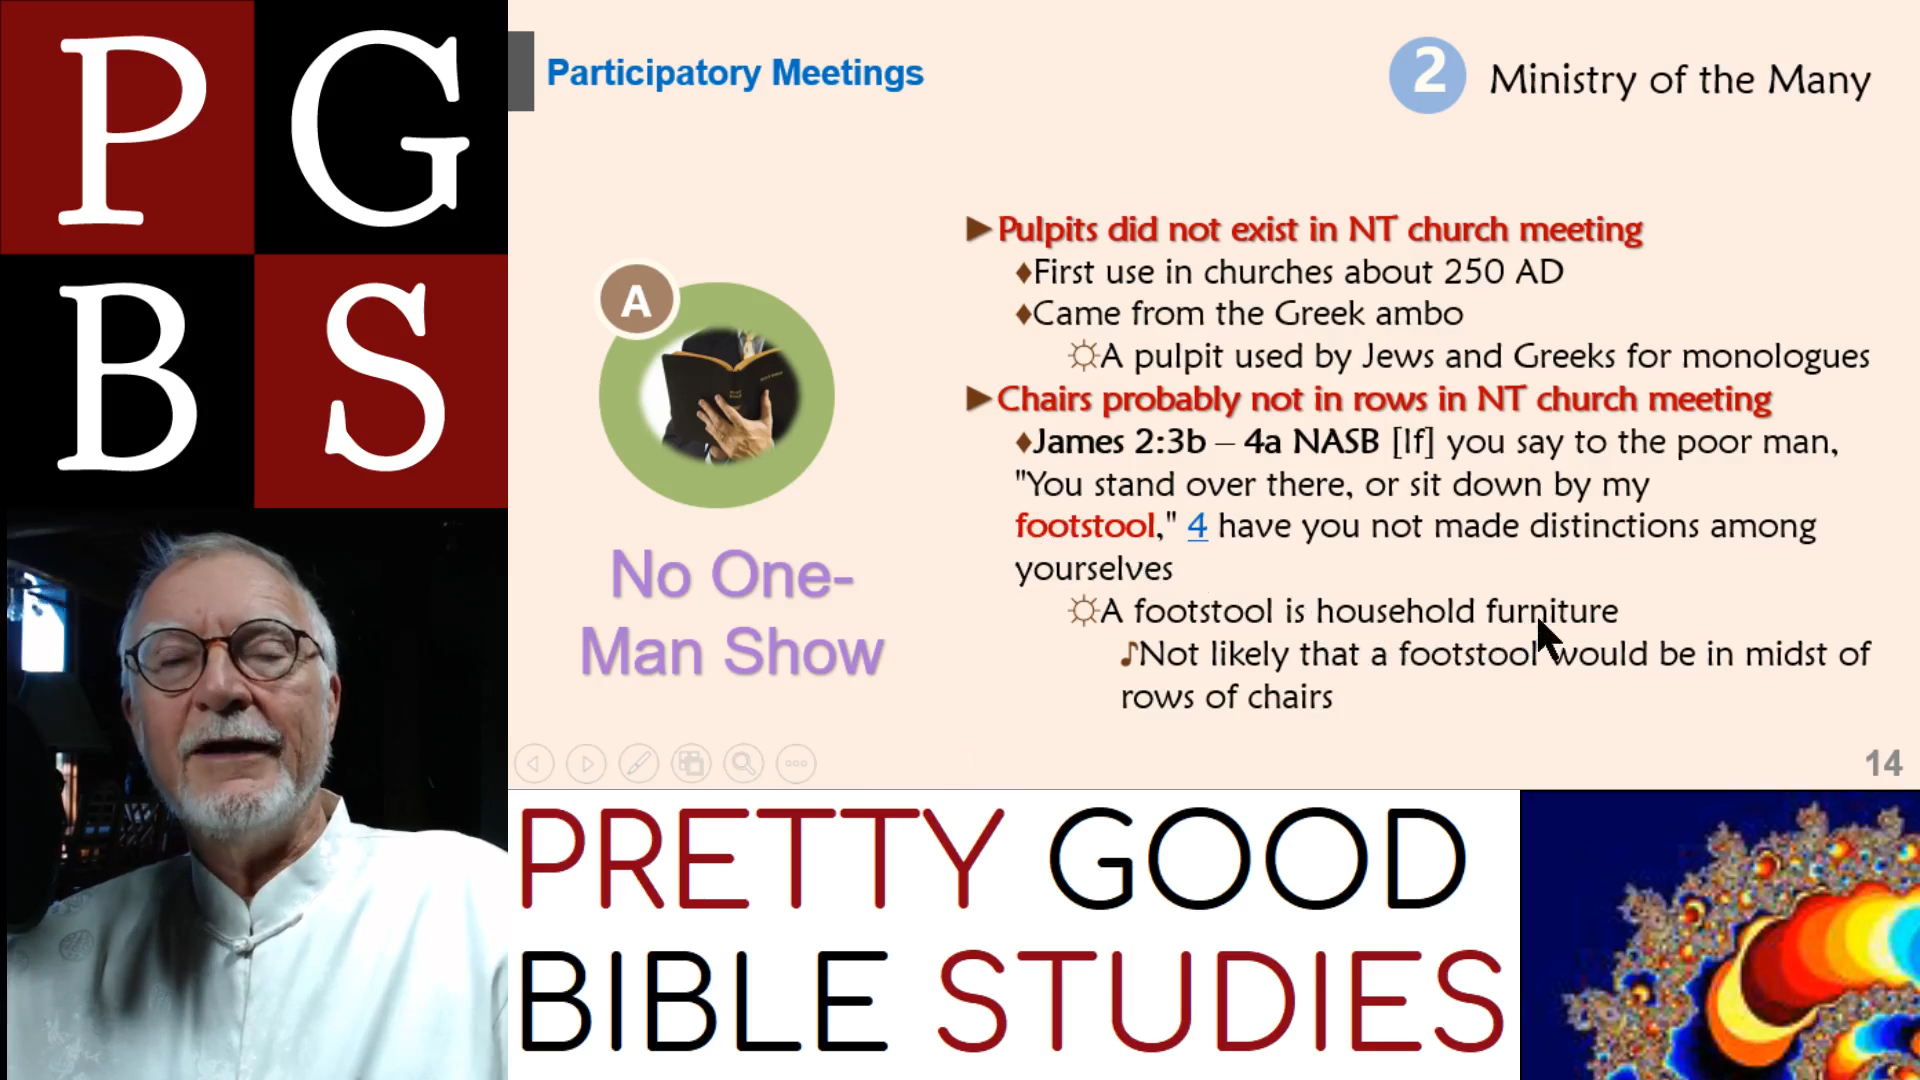 P G
B S
Participatory Meetings
2 Ministry of the Many
►Pulpits did not exist in NT church meeting
♦First use in churches about 250 AD
♦Came from the Greek ambo
☼A pulpit used by Jews and Greeks for monologues
►Chairs probably not in rows in NT church meeting
♦James 2:3b – 4a NASB [If] you say to the poor man,
"You stand over there, or sit down by my
footstool," 4 have you not made distinctions among
yourselves
☼A footstool is household furniture
♪Not likely that a footstool would be in midst of
rows of chairs
A
No One-
Man Show
14
PRETTY GOOD
BIBLE STUDIES